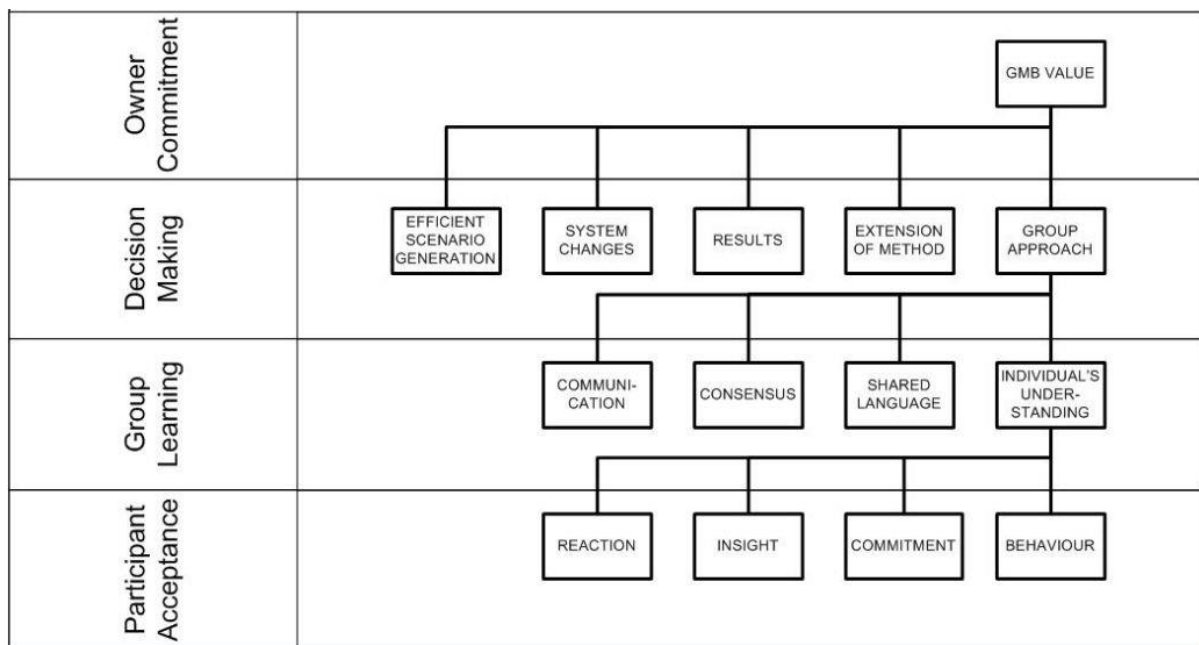 Owner
Commitment
GMB VALUE
Decision
Making
EFFICIENT
SCENARIO
GENERATION
SYSTEM
CHANGES
RESULTS
EXTENSION
OF METHOD
GROUP
APPROACH
Group
Learning
COMMUNI-
CATION
CONSENSUS
SHARED
LANGUAGE
INDIVIDUAL'S
UNDER-
STANDING
Participant
Acceptance
REACTION
INSIGHT
COMMITMENT
BEHAVIOUR